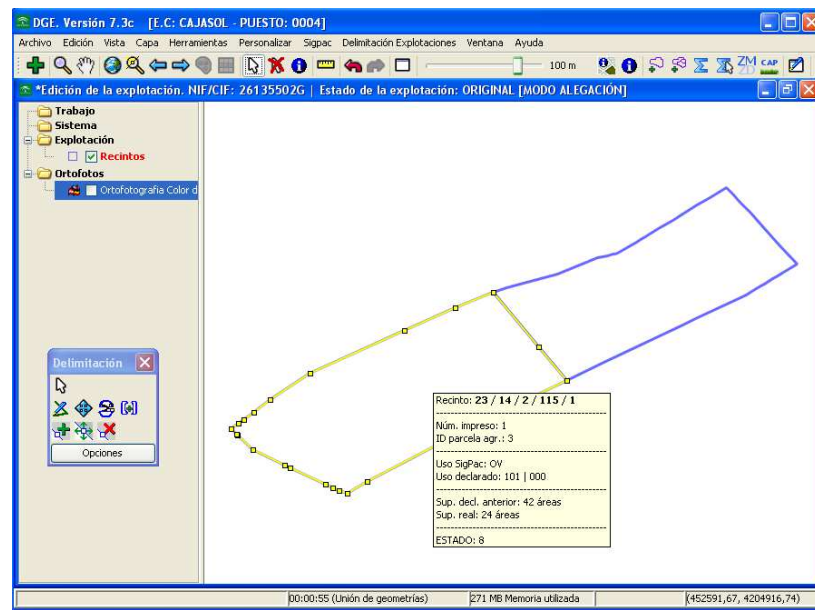 DGE. Versión 7.3c [E.C: CAJASOL - PUESTO: 0004]
Archivo Edición Vista Capa Herramientas Personalizar Sigpac Delimitación Explotaciones Ventana Ayuda
100 m
ZM
CAP
*Edición de la explotación. NIF/CIF: 26135502G | Estado de la explotación: ORIGINAL [MODO ALEGACIÓN]
Trabajo
Sistema
Explotación
Recintos
Ortofotos
Ortofotografia Color d
Delimitación
Opciones
Recinto: 23 / 14 / 2 / 115 / 1
Núm. impreso: 1
ID parcela agr.: 3
Uso SigPac: OV
Uso declarado: 101 | 000
Sup. decl. anterior: 42 áreas
Sup. real: 24 áreas
ESTADO: 8
00:00:55 (Unión de geometrías) 271 MB Memoria utilizada (452591,67, 4204916,74)